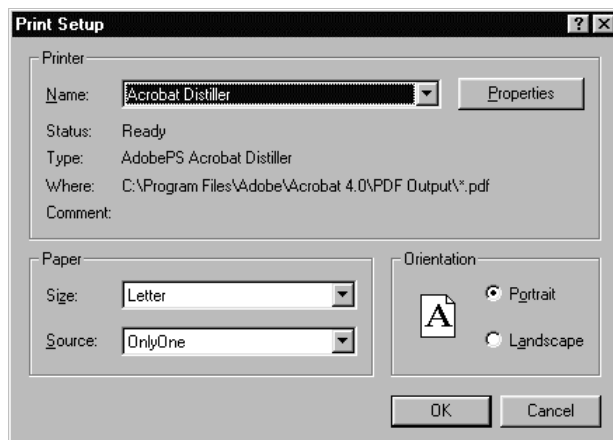 Print Setup
Printer
Name: Acrobat Distiller Properties
Status: Ready
Type: AdobePS Acrobat Distiller
Where: C:\Program Files\Adobe\Acrobat 4.0\PDF Output\*.pdf
Comment:
Paper
Size: Letter
Source: OnlyOne
Orientation
A
Portrait
Landscape
OK Cancel